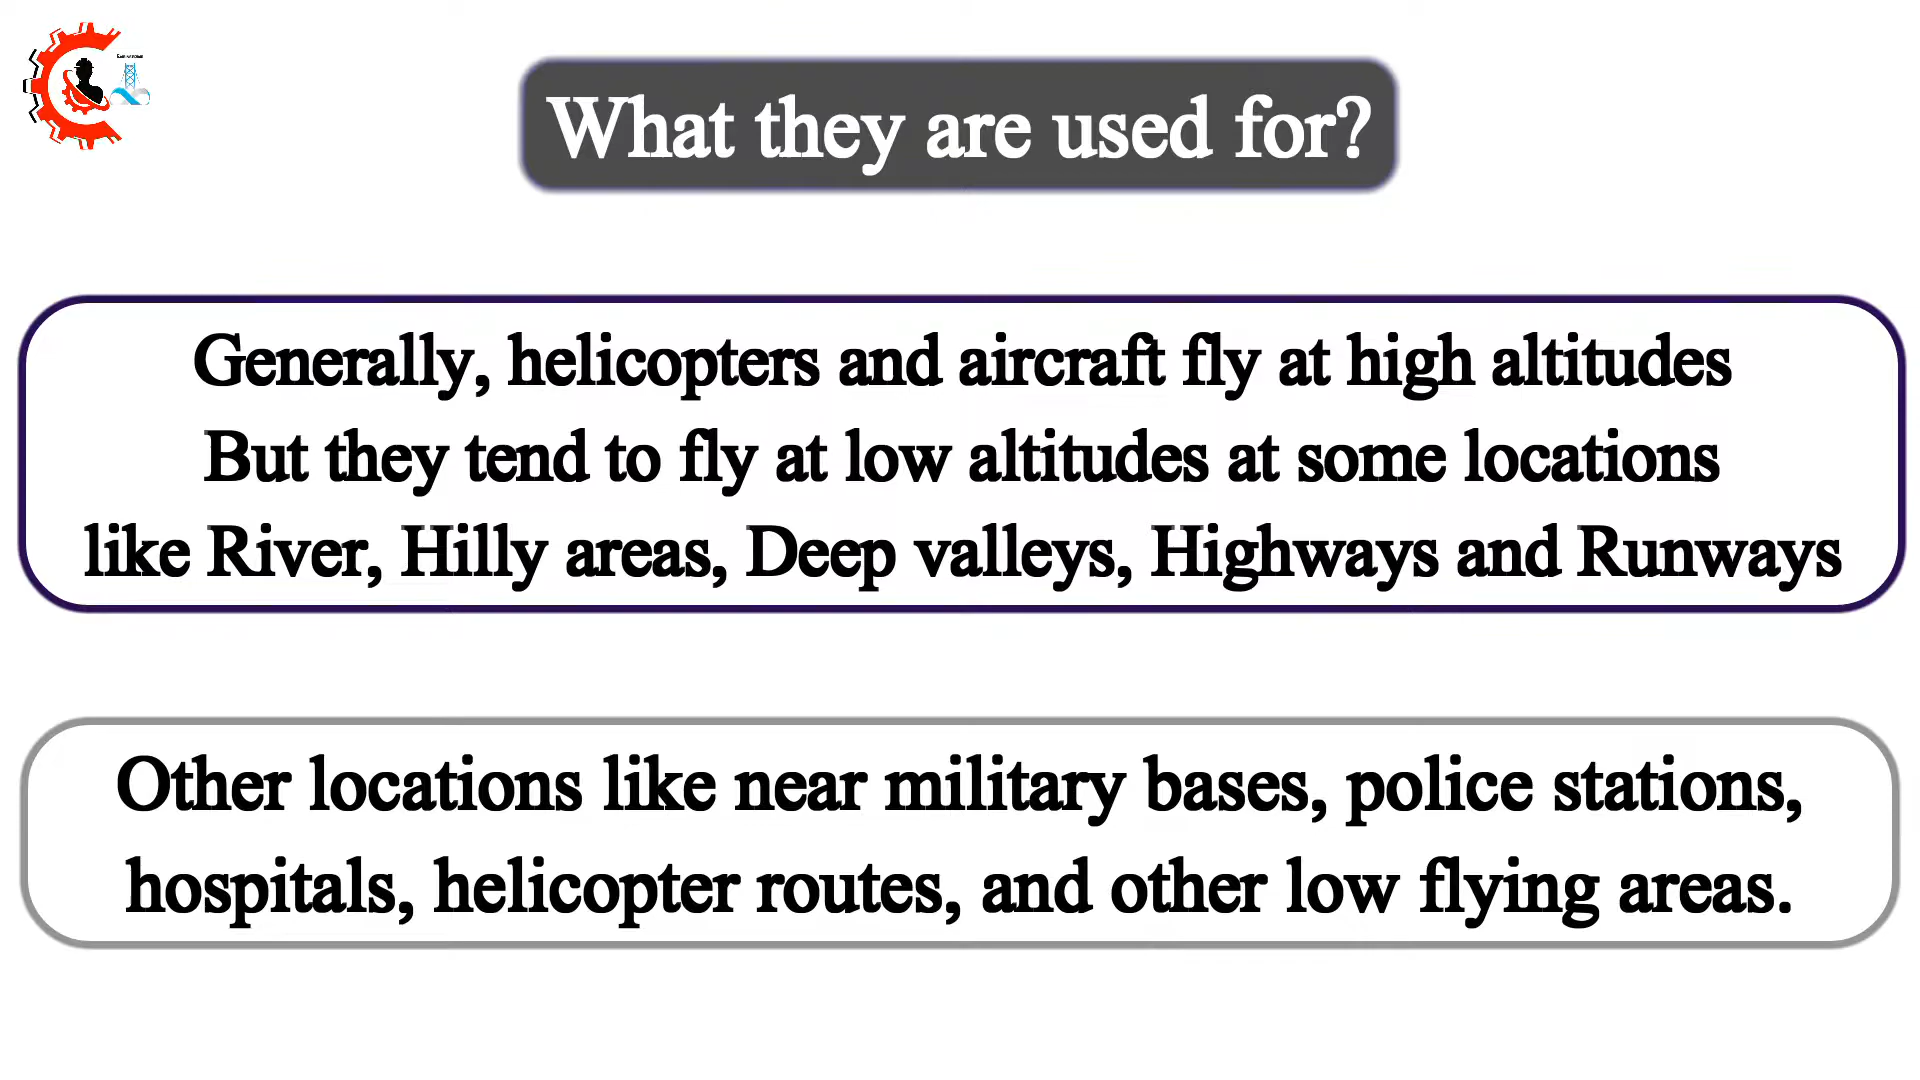 What they are used for?
Generally, helicopters and aircraft fly at high altitudes
But they tend to fly at low altitudes at some locations
like River, Hilly areas, Deep valleys, Highways and Runways
Other locations like near military bases, police stations,
hospitals, helicopter routes, and other low flying areas.